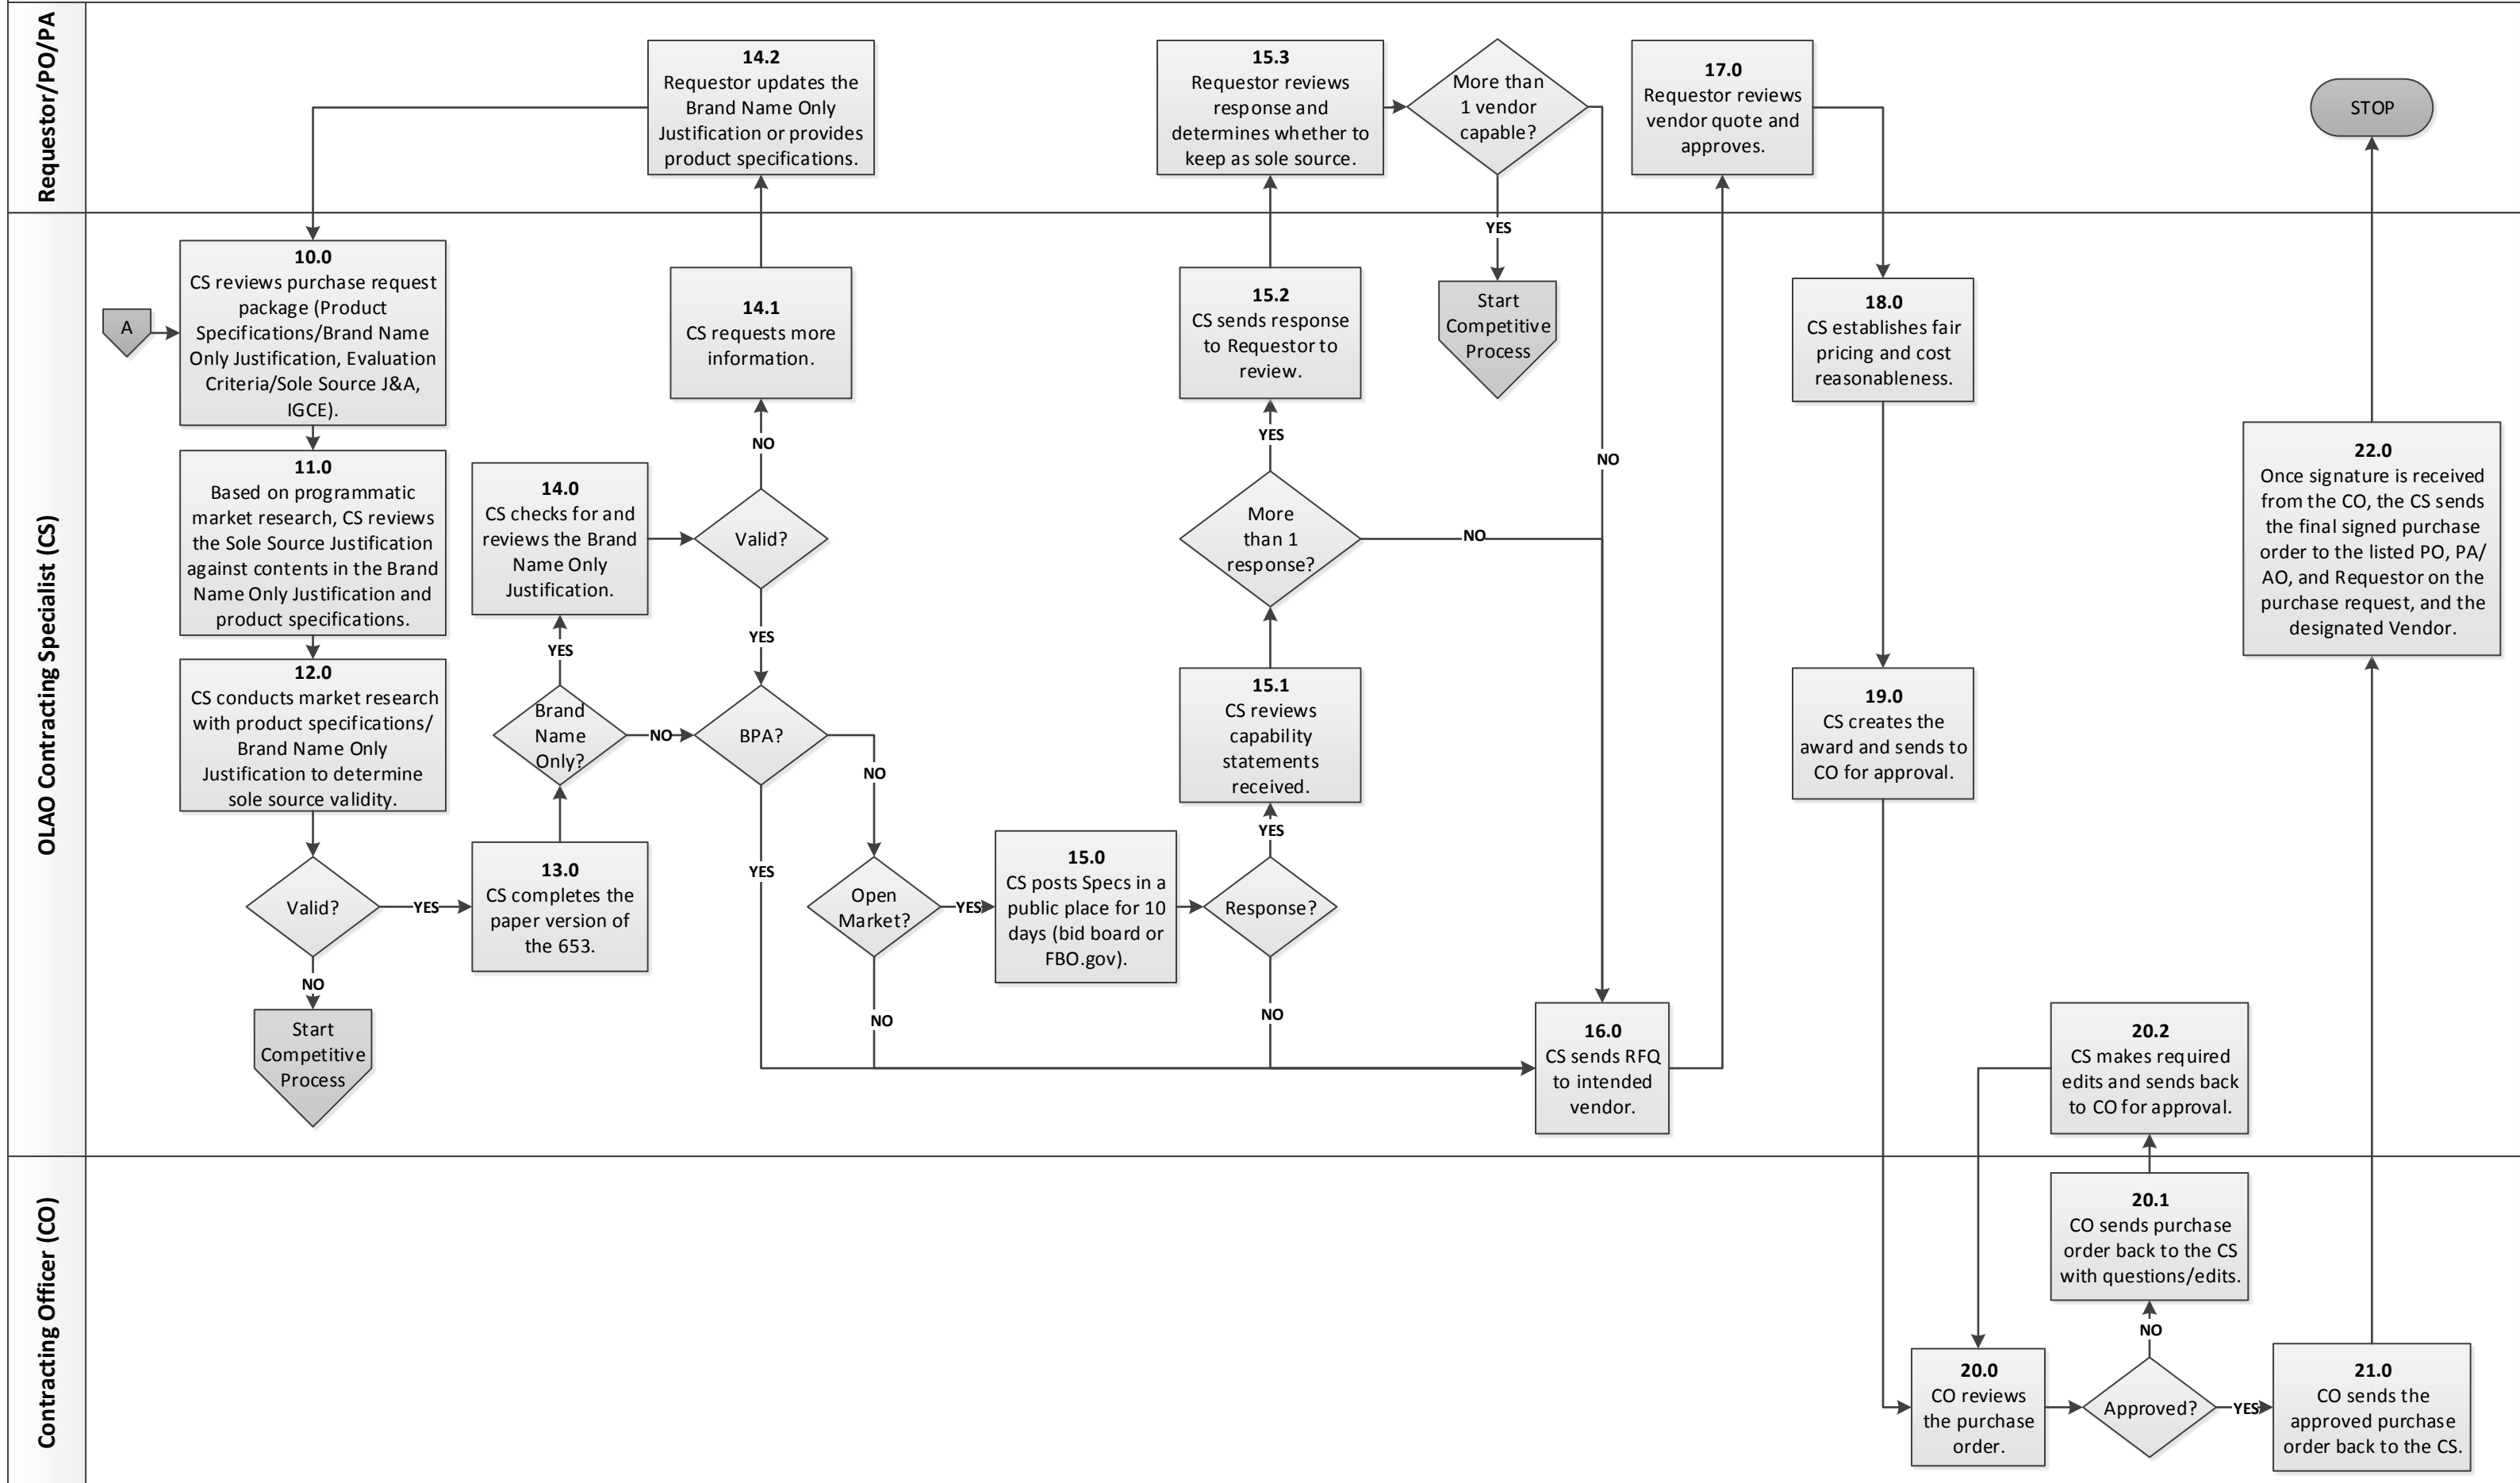 Requestor/PO/PA
14.2
Requestor updates the
Brand Name Only
Justification or provides
product specifications.
15.3
Requestor reviews
response and
determines whether to
keep as sole source.
More than
1 vendor
capable?
17.0
Requestor reviews
vendor quote and
approves.
STOP
OLAO Contracting Specialist (CS)
A
10.0
CS reviews purchase request
package (Product
Specifications/Brand Name
Only Justification, Evaluation
Criteria/Sole Source J&A,
IGCE).
11.0
Based on programmatic
market research, CS reviews
the Sole Source Justification
against contents in the Brand
Name Only Justification and
product specifications.
12.0
CS conducts market research
with product specifications/
Brand Name Only
Justification to determine
sole source validity.
Valid?
YES
NO
Start
Competitive
Process
13.0
CS completes the
paper version of
the 653.
Brand
Name
Only?
YES
NO
14.0
CS checks for and
reviews the Brand
Name Only
Justification.
Valid?
NO
YES
14.1
CS requests more
information.
BPA?
NO
YES
Open
Market?
YES
NO
15.0
CS posts Specs in a
public place for 10
days (bid board or
FBO.gov).
Response?
YES
NO
15.1
CS reviews
capability
statements
received.
More
than 1
response?
YES
NO
15.2
CS sends response
to Requestor to
review.
YES
Start
Competitive
Process
NO
16.0
CS sends RFQ
to intended
vendor.
18.0
CS establishes fair
pricing and cost
reasonableness.
19.0
CS creates the
award and sends to
CO for approval.
20.2
CS makes required
edits and sends back
to CO for approval.
22.0
Once signature is received
from the CO, the CS sends
the final signed purchase
order to the listed PO, PA/
AO, and Requestor on the
purchase request, and the
designated Vendor.
Contracting Officer (CO)
20.0
CO reviews
the purchase
order.
Approved?
NO
YES
20.1
CO sends purchase
order back to the CS
with questions/edits.
21.0
CO sends the
approved purchase
order back to the CS.